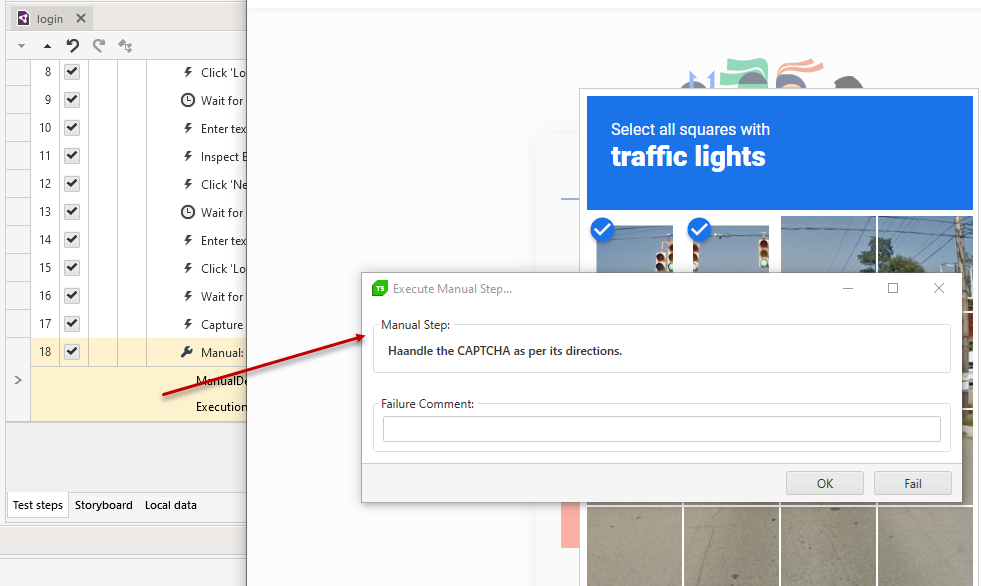 login
8 Click 'Lo
9 Wait for
10 Enter tex
11 Inspect E
12 Click 'Ne
13 Wait for
14 Enter tex
15 Click 'Lo
16 Wait for
17 Capture
18 Manual:
ManualDe
Execution
Test steps Storyboard Local data
Select all squares with
traffic lights
TS Execute Manual Step...
Manual Step:
Haandle the CAPTCHA as per its directions.
Failure Comment:
OK Fail